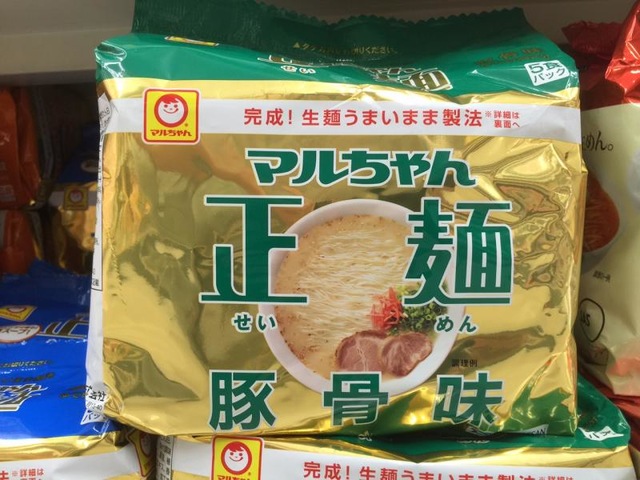 5食
パック
マルちゃん
完成!生麺うまいまま製法
※詳細は
裏面へ
マルちゃん
正麺
せい めん
調理例
豚骨味
マルちゃん
完成!生麺うまいまま製法
※詳細は
裏面へ
めん。